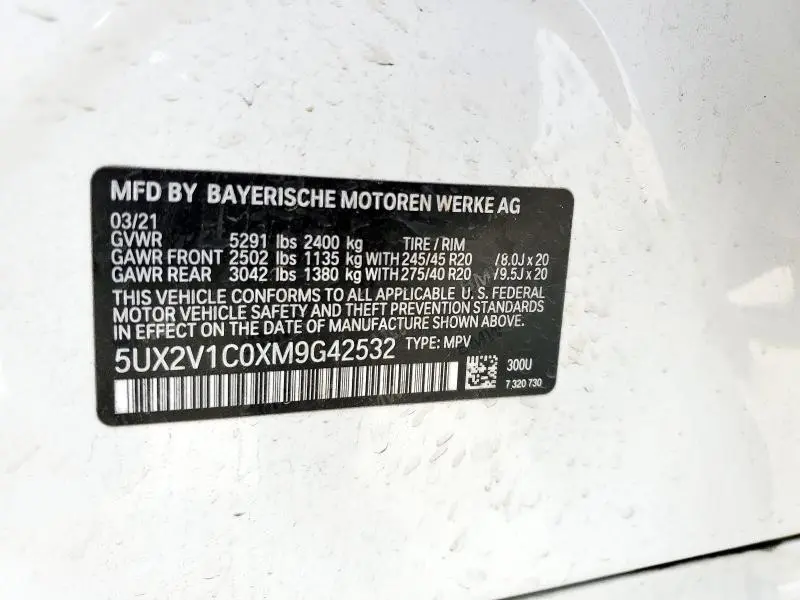 MFD BY BAYERISCHE MOTOREN WERKE AG
03/21
GVWR 5291 lbs 2400 kg TIRE / RIM
GAWR FRONT 2502 lbs 1135 kg WITH 245/45 R20 /8.0J x 20
GAWR REAR 3042 lbs 1380 kg WITH 275/40 R20 /9.5J x 20
THIS VEHICLE CONFORMS TO ALL APPLICABLE U. S. FEDERAL
MOTOR VEHICLE SAFETY AND THEFT PREVENTION STANDARDS
IN EFFECT ON THE DATE OF MANUFACTURE SHOWN ABOVE.
5UX2V1C0XM9G42532 TYPE: MPV
300U
7 320 730